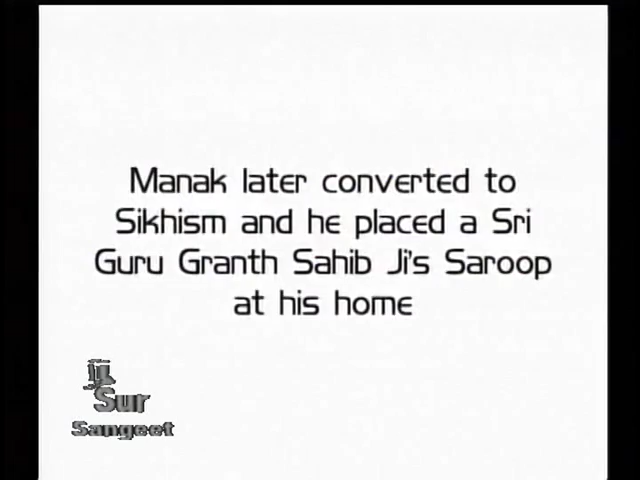 Manak later converted to
Sikhism and he placed a Sri
Guru Granth Sahib Ji's Saroop
at his home
Sur
Sangeet